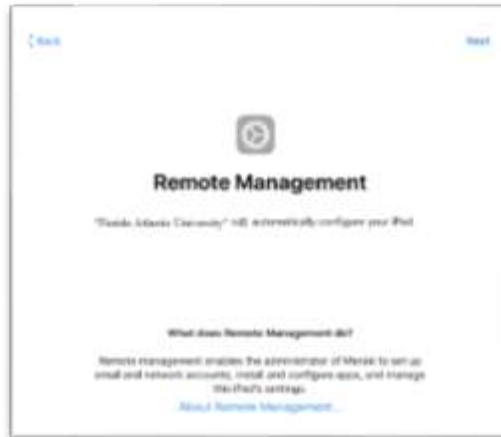 Back
Next
Remote Management
"Florida Atlantic University" will automatically configure your iPad.
What does Remote Management do?
Remote management enables the administrator of Meraki to set up
email and network accounts, install and configure apps, and manage
this iPad's settings.
About Remote Management...